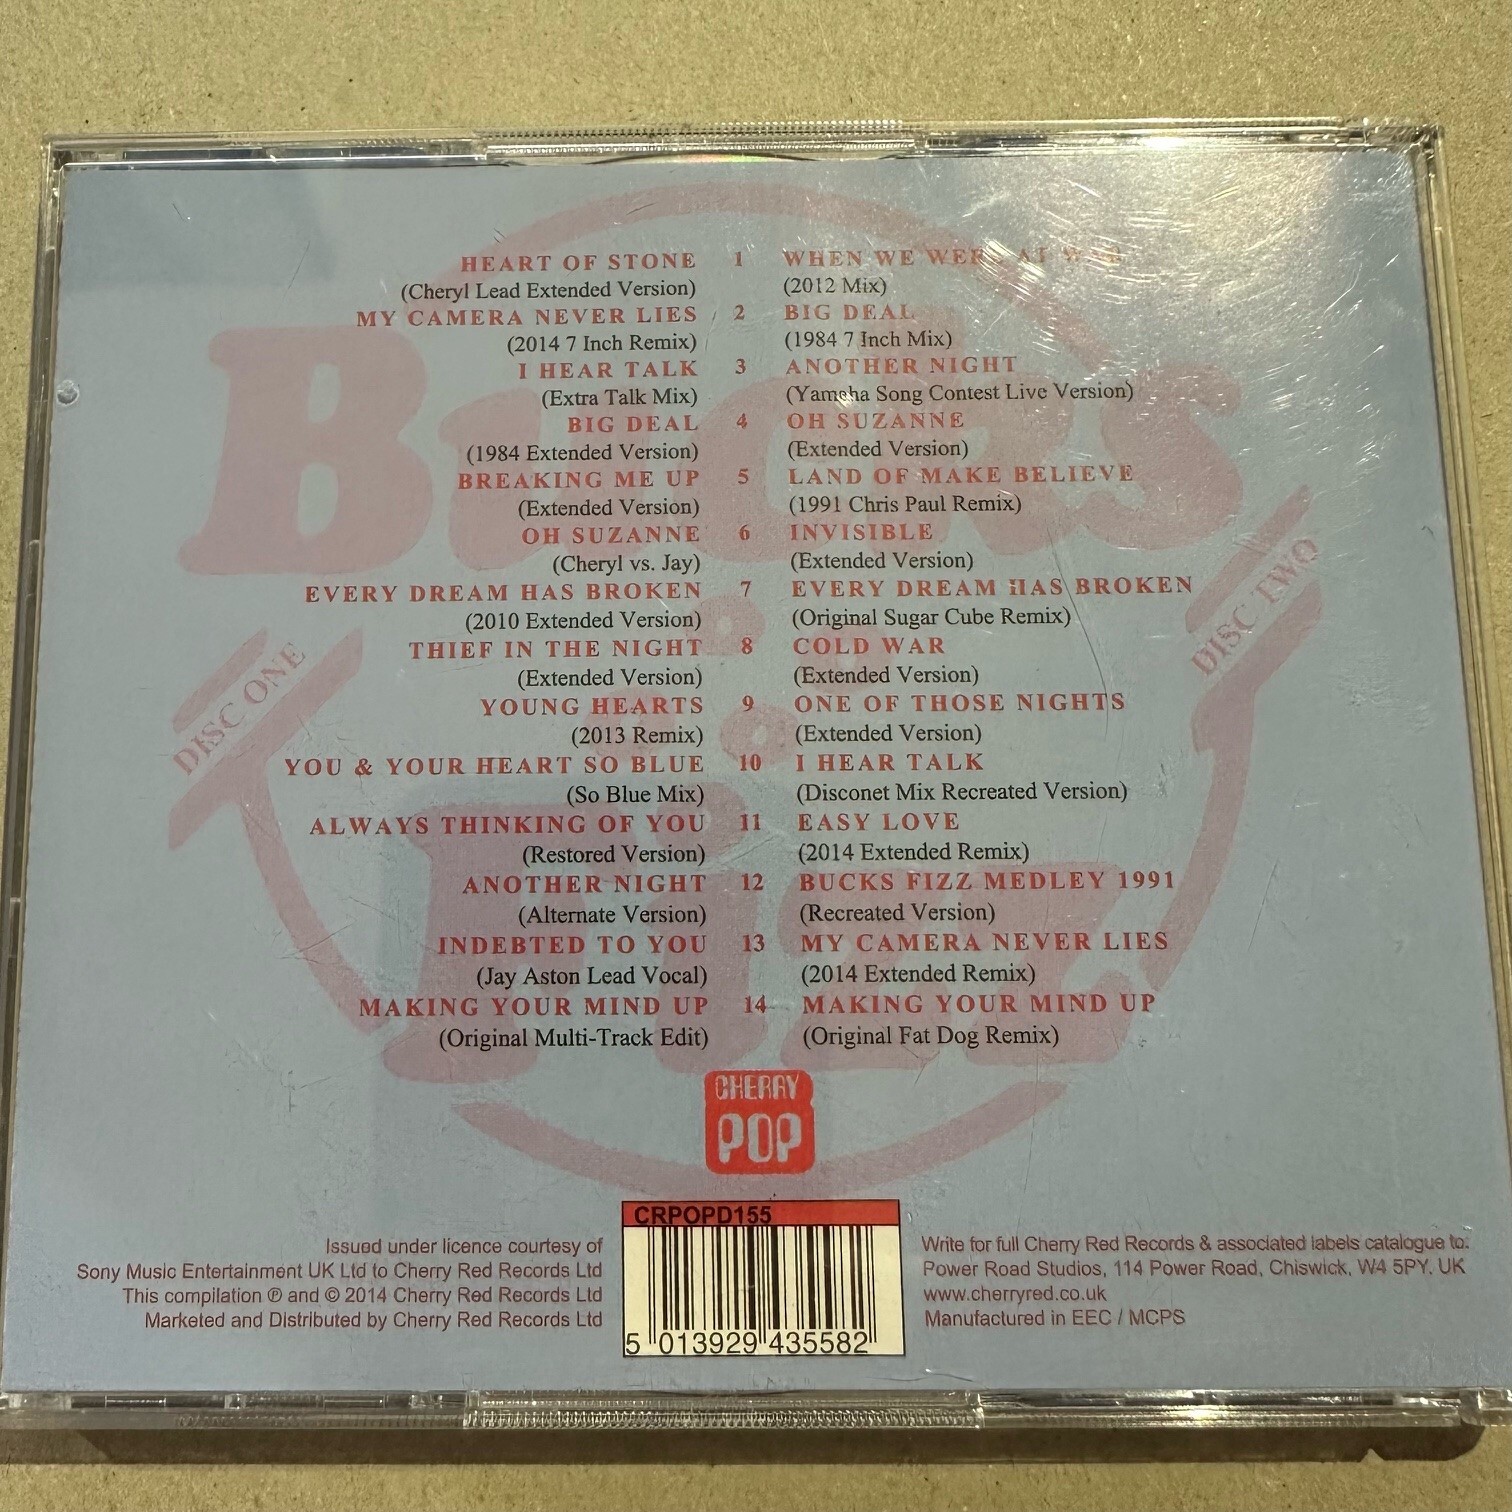 DISC ONE
HEART OF STONE
(Cheryl Lead Extended Version)
MY CAMERA NEVER LIES
(2014 7 Inch Remix)
I HEAR TALK
(Extra Talk Mix)
BIG DEAL
(1984 Extended Version)
BREAKING ME UP
(Extended Version)
OH SUZANNE
(Cheryl vs. Jay)
EVERY DREAM HAS BROKEN
(2010 Extended Version)
THIEF IN THE NIGHT
(Extended Version)
YOUNG HEARTS
(2013 Remix)
YOU & YOUR HEART SO BLUE
(So Blue Mix)
ALWAYS THINKING OF YOU
(Restored Version)
ANOTHER NIGHT
(Alternate Version)
INDEBTED TO YOU
(Jay Aston Lead Vocal)
MAKING YOUR MIND UP
(Original Multi-Track Edit)
1
2
3
4
5
6
7
8
9
10
11
12
13
14
DISC TWO
WHEN WE WERE AT WAR
(2012 Mix)
BIG DEAL
(1984 7 Inch Mix)
ANOTHER NIGHT
(Yamaha Song Contest Live Version)
OH SUZANNE
(Extended Version)
LAND OF MAKE BELIEVE
(1991 Chris Paul Remix)
INVISIBLE
(Extended Version)
EVERY DREAM HAS BROKEN
(Original Sugar Cube Remix)
COLD WAR
(Extended Version)
ONE OF THOSE NIGHTS
(Extended Version)
I HEAR TALK
(Disconet Mix Recreated Version)
EASY LOVE
(2014 Extended Remix)
BUCKS FIZZ MEDLEY 1991
(Recreated Version)
MY CAMERA NEVER LIES
(2014 Extended Remix)
MAKING YOUR MIND UP
(Original Fat Dog Remix)
Bucks
Fizz
CHERRY
POP
Issued under licence courtesy of
Sony Music Entertainment UK Ltd to Cherry Red Records Ltd
This compilation ℗ and © 2014 Cherry Red Records Ltd
Marketed and Distributed by Cherry Red Records Ltd
CRPOPD155
5 013929 435582
Write for full Cherry Red Records & associated labels catalogue to:
Power Road Studios, 114 Power Road, Chiswick, W4 5PY. UK
www.cherryred.co.uk
Manufactured in EEC / MCPS